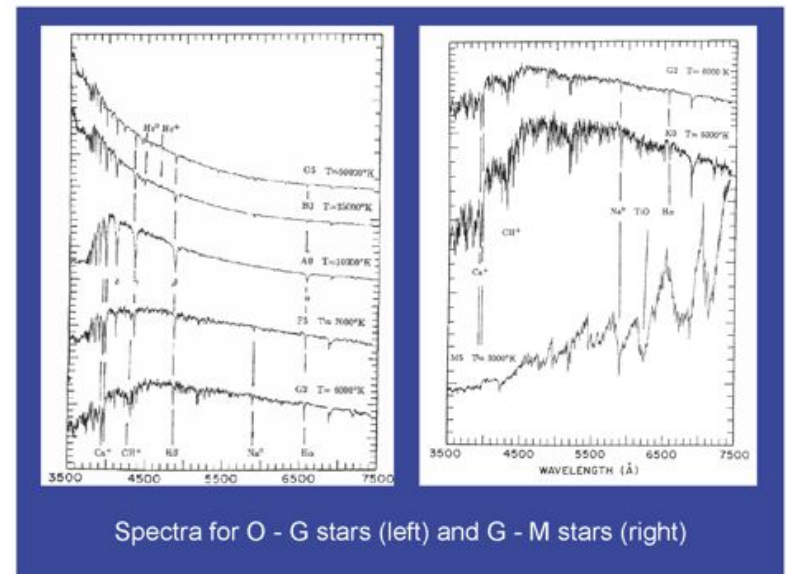 He⁰ He⁺
O5 T=50000°K
T=25000°K
A0 T=10000°K
F5 T= 7000°K
G2 T= 6000°K
Ca⁺ CH⁺ Hβ Na⁰ Hα
3500 4500 5500 6500 7500
G2 T= 6000 K
K0 T= 5000°K
Na⁰ TiO Hα
CH⁺
Ca⁺
M5 T= 3000°K
3500 4500 5500 6500 7500
WAVELENGTH (Å)
Spectra for O - G stars (left) and G - M stars (right)